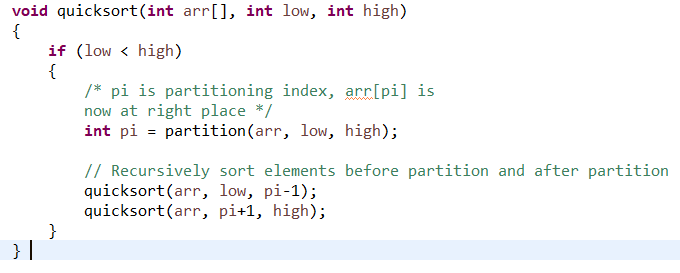 void quicksort(int arr[], int low, int high)
{
    if (low < high)
    {
        /* pi is partitioning index, arr[pi] is
        now at right place */
        int pi = partition(arr, low, high);

        // Recursively sort elements before partition and after partition
        quicksort(arr, low, pi-1);
        quicksort(arr, pi+1, high);
    }
}